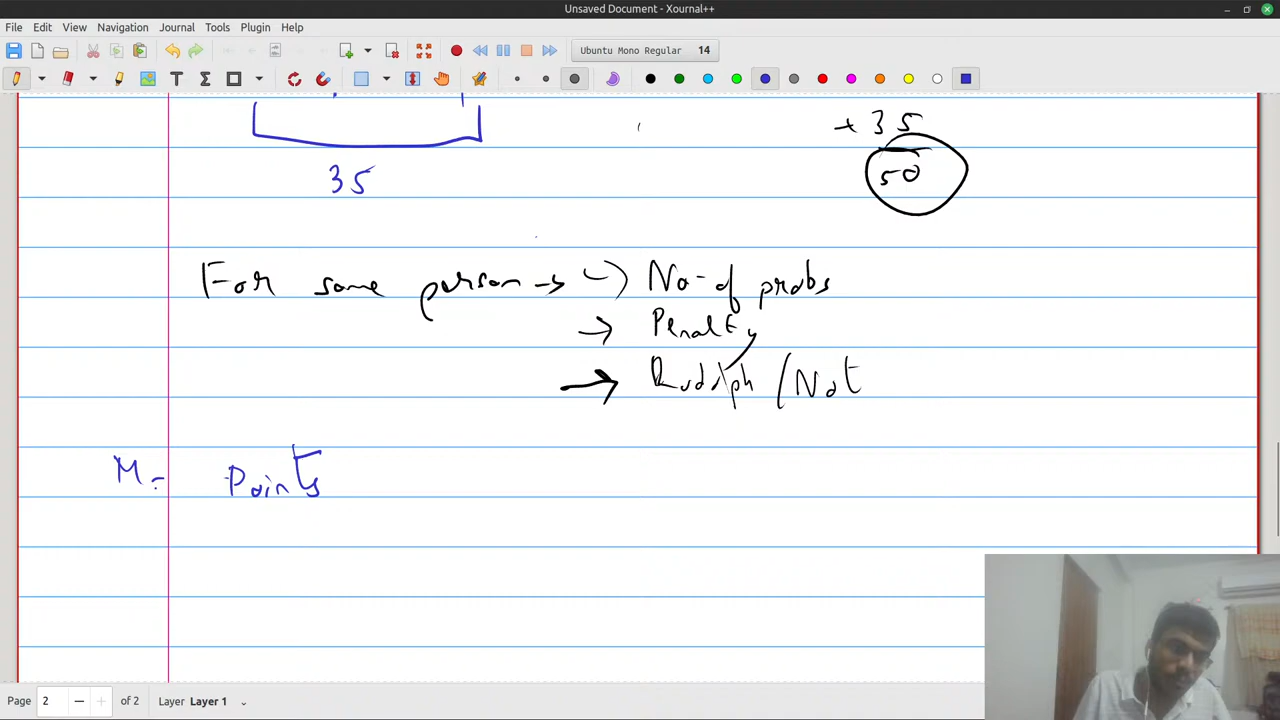 Unsaved Document - Xournal++
File Edit View Navigation Journal Tools Plugin Help
Ubuntu Mono Regular 14
+ 35
50
35
For same person → ↪) No- of probs
→ Penalty
→ Rudolph / Not
M= Points
Page 2 of 2 Layer Layer 1